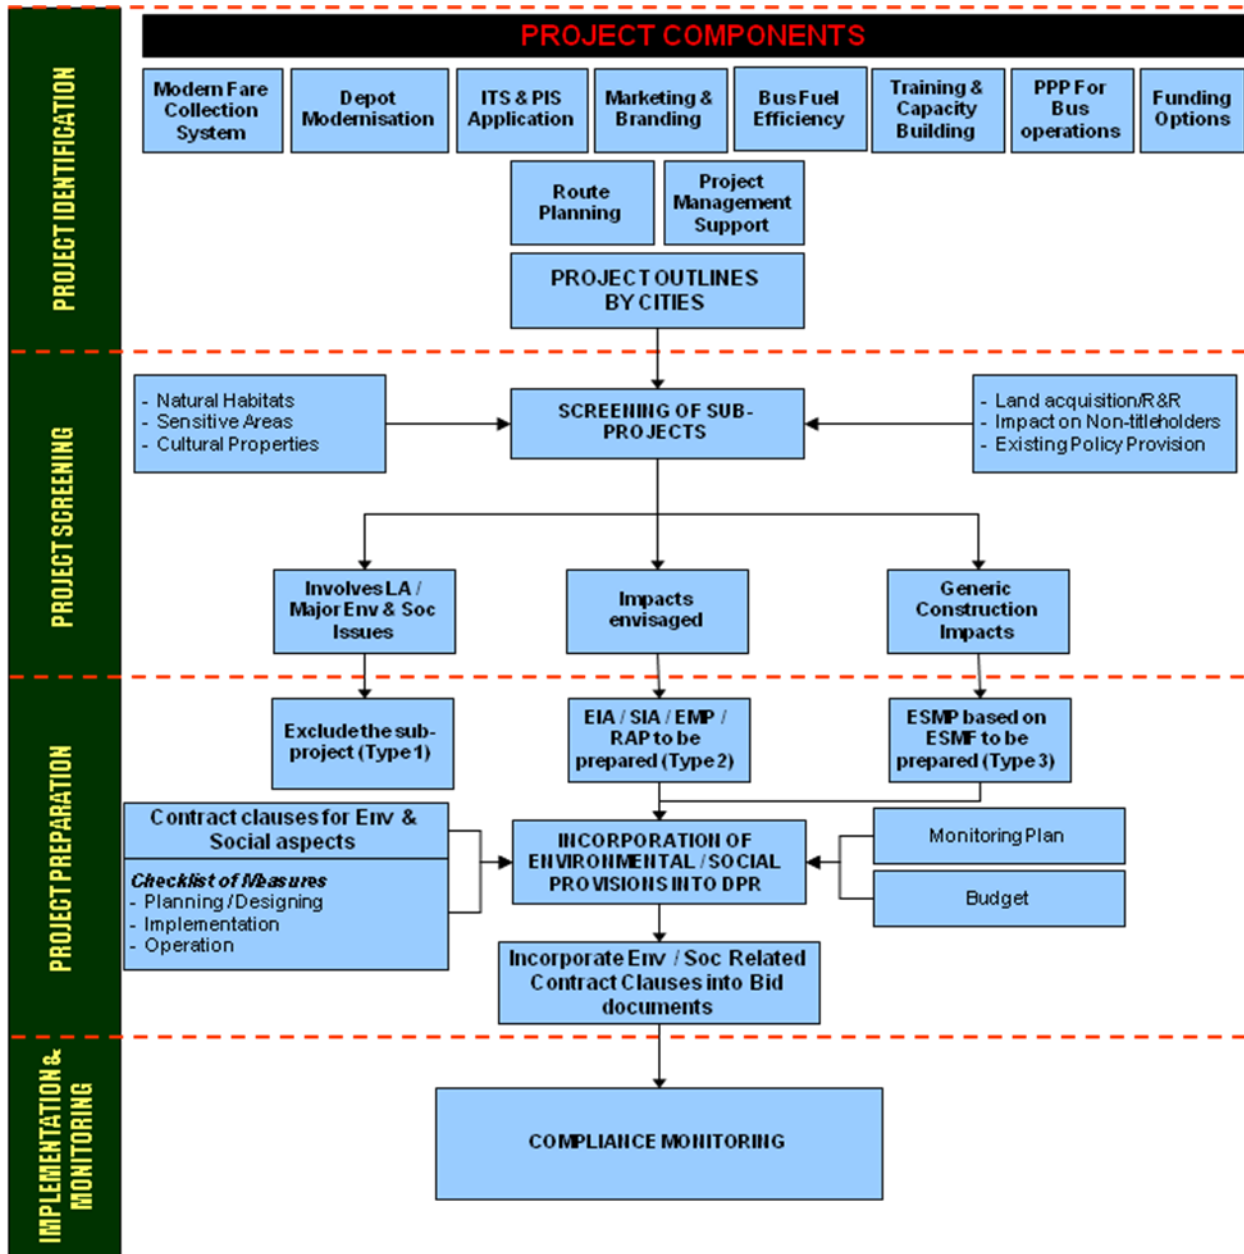 PROJECT COMPONENTS
Modern Fare
Collection
System
Depot
Modernisation
ITS & PIS
Application
Marketing &
Branding
Bus Fuel
Efficiency
Training &
Capacity
Building
PPP For
Bus
operations
Funding
Options
Route
Planning
Project
Management
Support
PROJECT OUTLINES
BY CITIES
PROJECT IDENTIFICATION
- Natural Habitats
- Sensitive Areas
- Cultural Properties
SCREENING OF SUB-
PROJECTS
- Land acquisition/R&R
- Impact on Non-titleholders
- Existing Policy Provision
Involves LA /
Major Env & Soc
Issues
Impacts
envisaged
Generic
Construction
Impacts
PROJECT SCREENING
Exclude the sub-
project (Type 1)
EIA / SIA / EMP /
RAP to be
prepared (Type 2)
ESMP based on
ESMF to be
prepared (Type 3)
Contract clauses for Env &
Social aspects
Checklist of Measures
- Planning / Designing
- Implementation
- Operation
INCORPORATION OF
ENVIRONMENTAL / SOCIAL
PROVISIONS INTO DPR
Monitoring Plan
Budget
Incorporate Env / Soc Related
Contract Clauses into Bid
documents
PROJECT PREPARATION
COMPLIANCE MONITORING
IMPLEMENTATION &
MONITORING